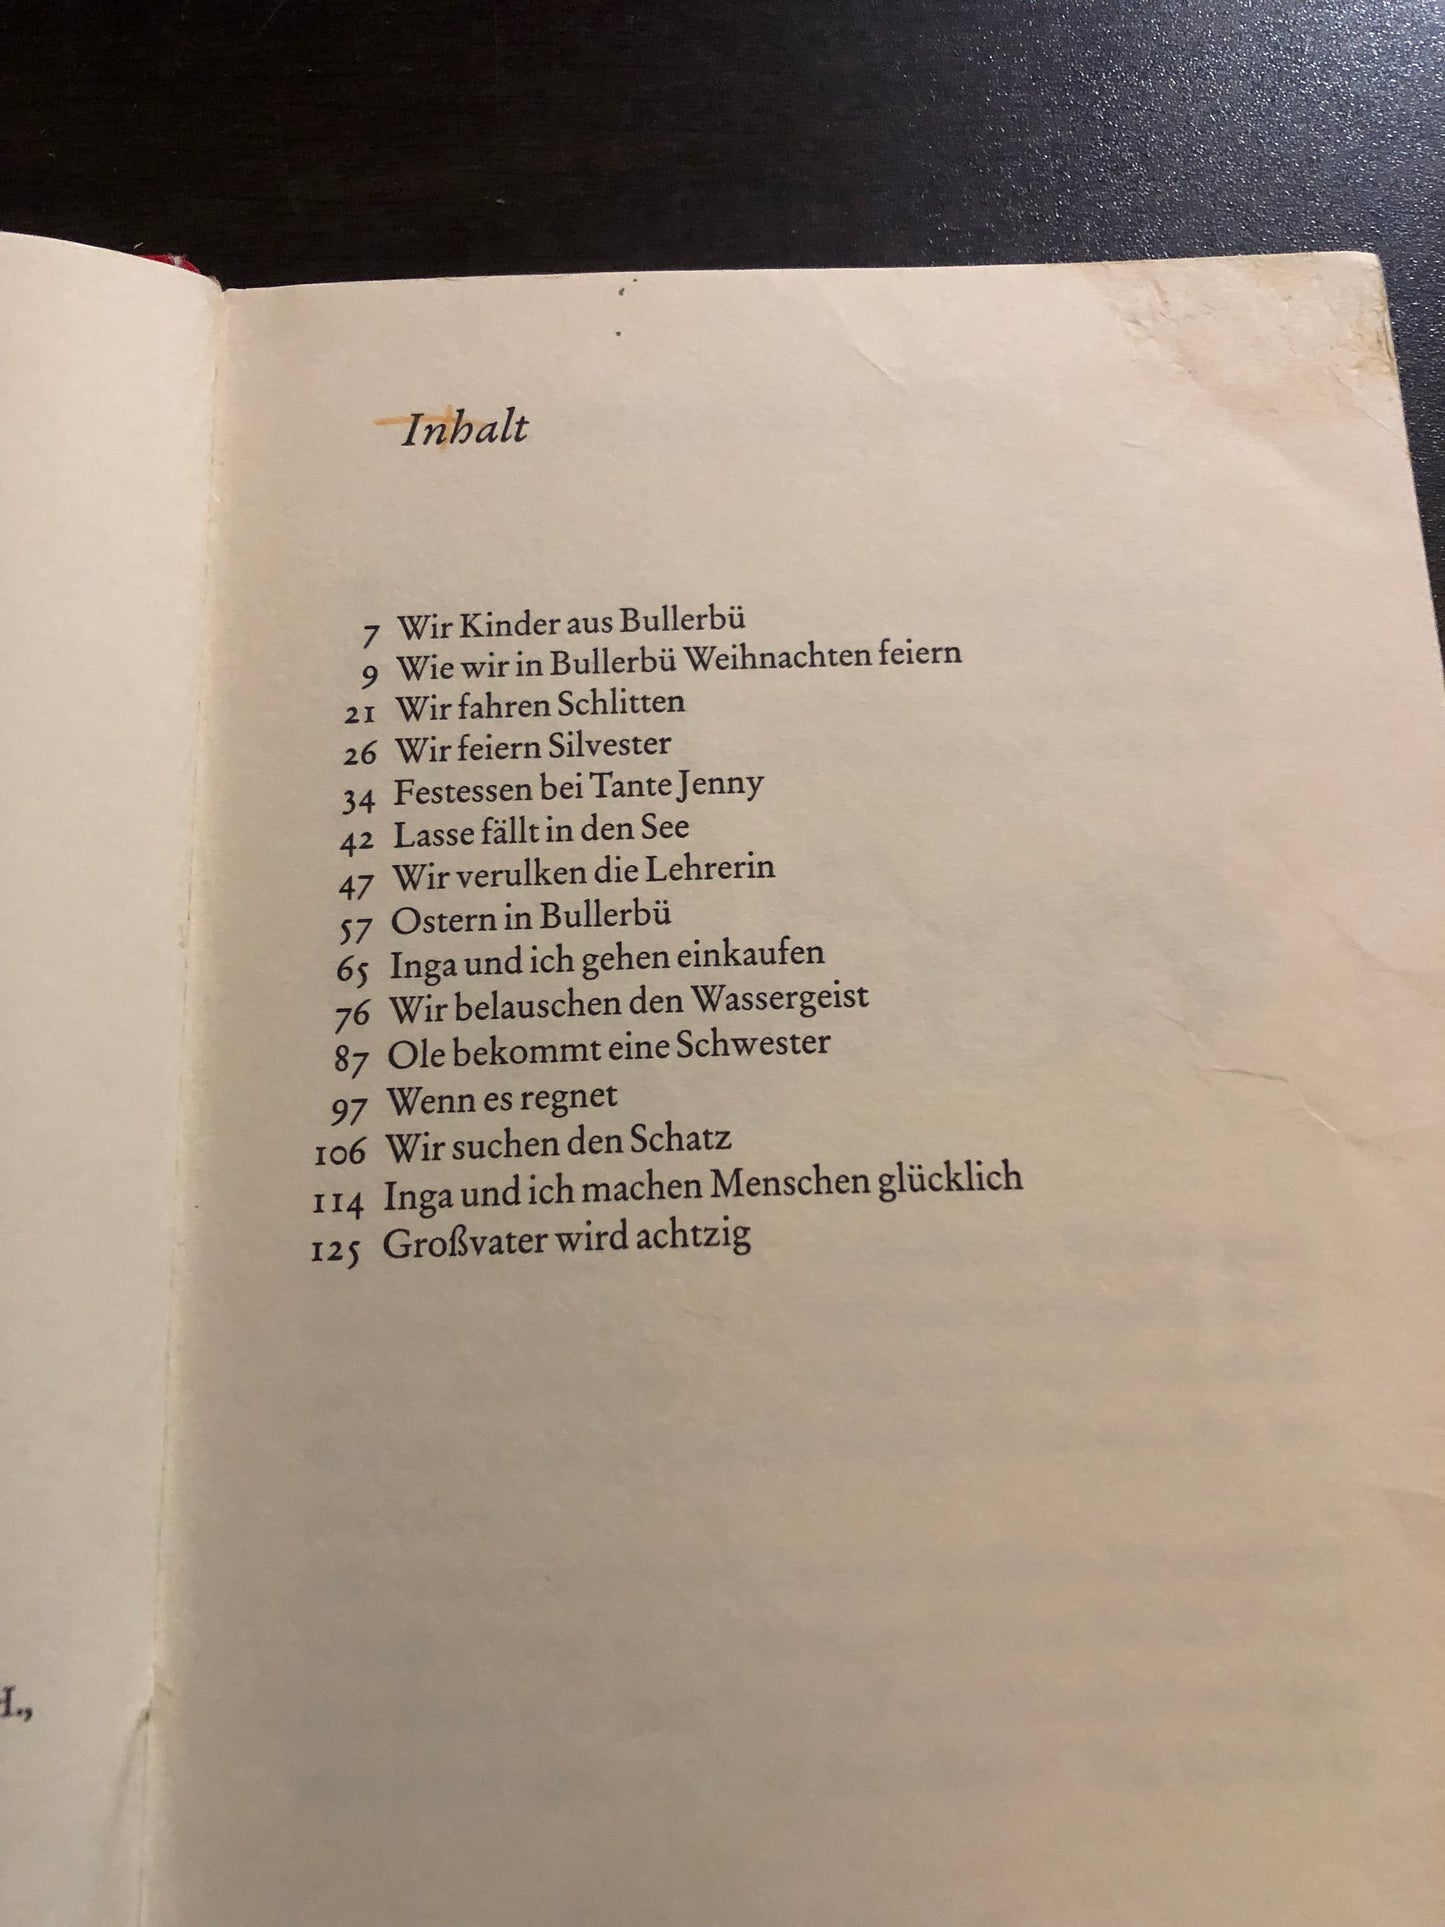 Inhalt
7 Wir Kinder aus Bullerbü
9 Wie wir in Bullerbü Weihnachten feiern
21 Wir fahren Schlitten
26 Wir feiern Silvester
34 Festessen bei Tante Jenny
42 Lasse fällt in den See
47 Wir verulken die Lehrerin
57 Ostern in Bullerbü
65 Inga und ich gehen einkaufen
76 Wir belauschen den Wassergeist
87 Ole bekommt eine Schwester
97 Wenn es regnet
106 Wir suchen den Schatz
114 Inga und ich machen Menschen glücklich
125 Großvater wird achtzig